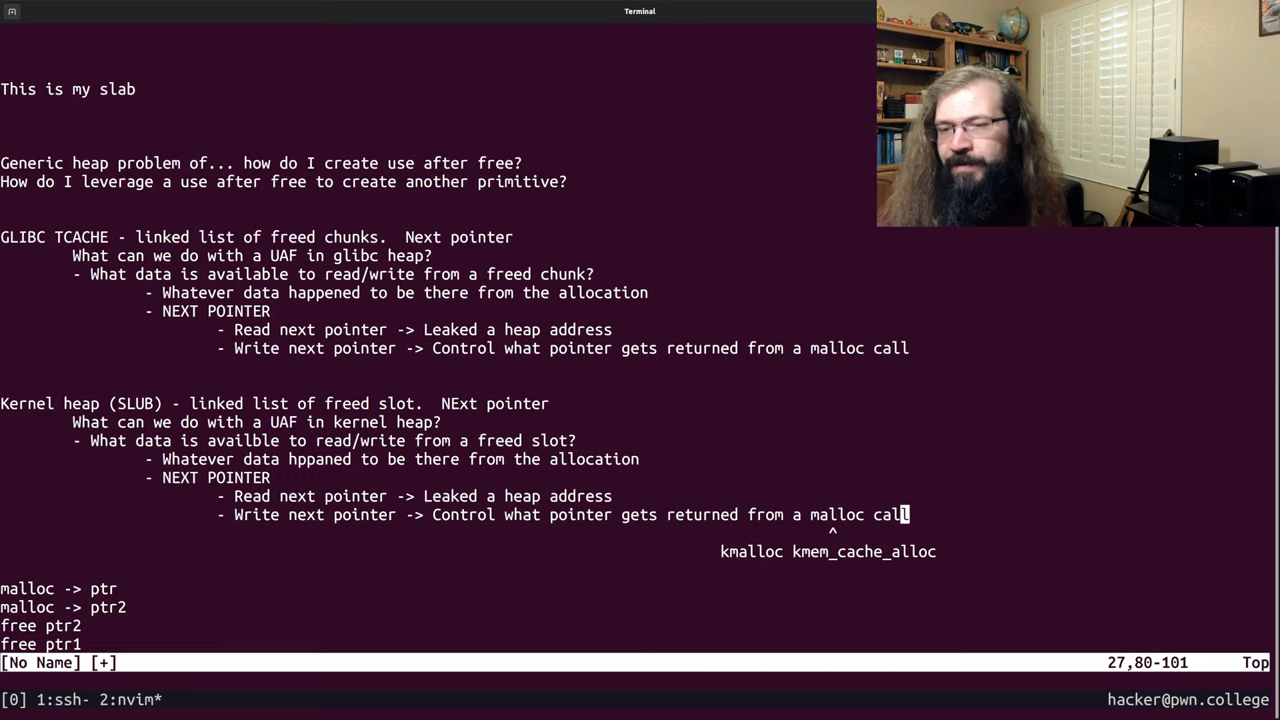 Terminal
This is my slab
Generic heap problem of... how do I create use after free?
How do I leverage a use after free to create another primitive?
GLIBC TCACHE - linked list of freed chunks.  Next pointer
What can we do with a UAF in glibc heap?
- What data is available to read/write from a freed chunk?
- Whatever data happened to be there from the allocation
- NEXT POINTER
- Read next pointer -> Leaked a heap address
- Write next pointer -> Control what pointer gets returned from a malloc call
Kernel heap (SLUB) - linked list of freed slot.  NExt pointer
What can we do with a UAF in kernel heap?
- What data is availble to read/write from a freed slot?
- Whatever data hppaned to be there from the allocation
- NEXT POINTER
- Read next pointer -> Leaked a heap address
- Write next pointer -> Control what pointer gets returned from a malloc call
^
kmalloc kmem_cache_alloc
malloc -> ptr
malloc -> ptr2
free ptr2
free ptr1
[No Name] [+] 27,80-101 Top
[0] 1:ssh- 2:nvim* hacker@pwn.college